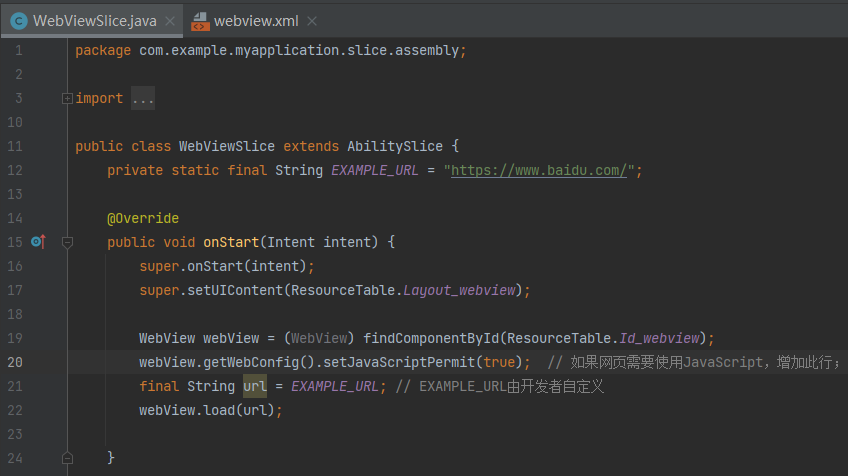 WebViewSlice.java
webview.xml
1 package com.example.myapplication.slice.assembly;
2
3 import ...
10
11 public class WebViewSlice extends AbilitySlice {
12 private static final String EXAMPLE_URL = "https://www.baidu.com/";
13
14 @Override
15 public void onStart(Intent intent) {
16 super.onStart(intent);
17 super.setUIContent(ResourceTable.Layout_webview);
18
19 WebView webView = (WebView) findComponentById(ResourceTable.Id_webview);
20 webView.getWebConfig().setJavaScriptPermit(true); // 如果网页需要使用JavaScript，增加此行；
21 final String url = EXAMPLE_URL; // EXAMPLE_URL由开发者自定义
22 webView.load(url);
23
24 }